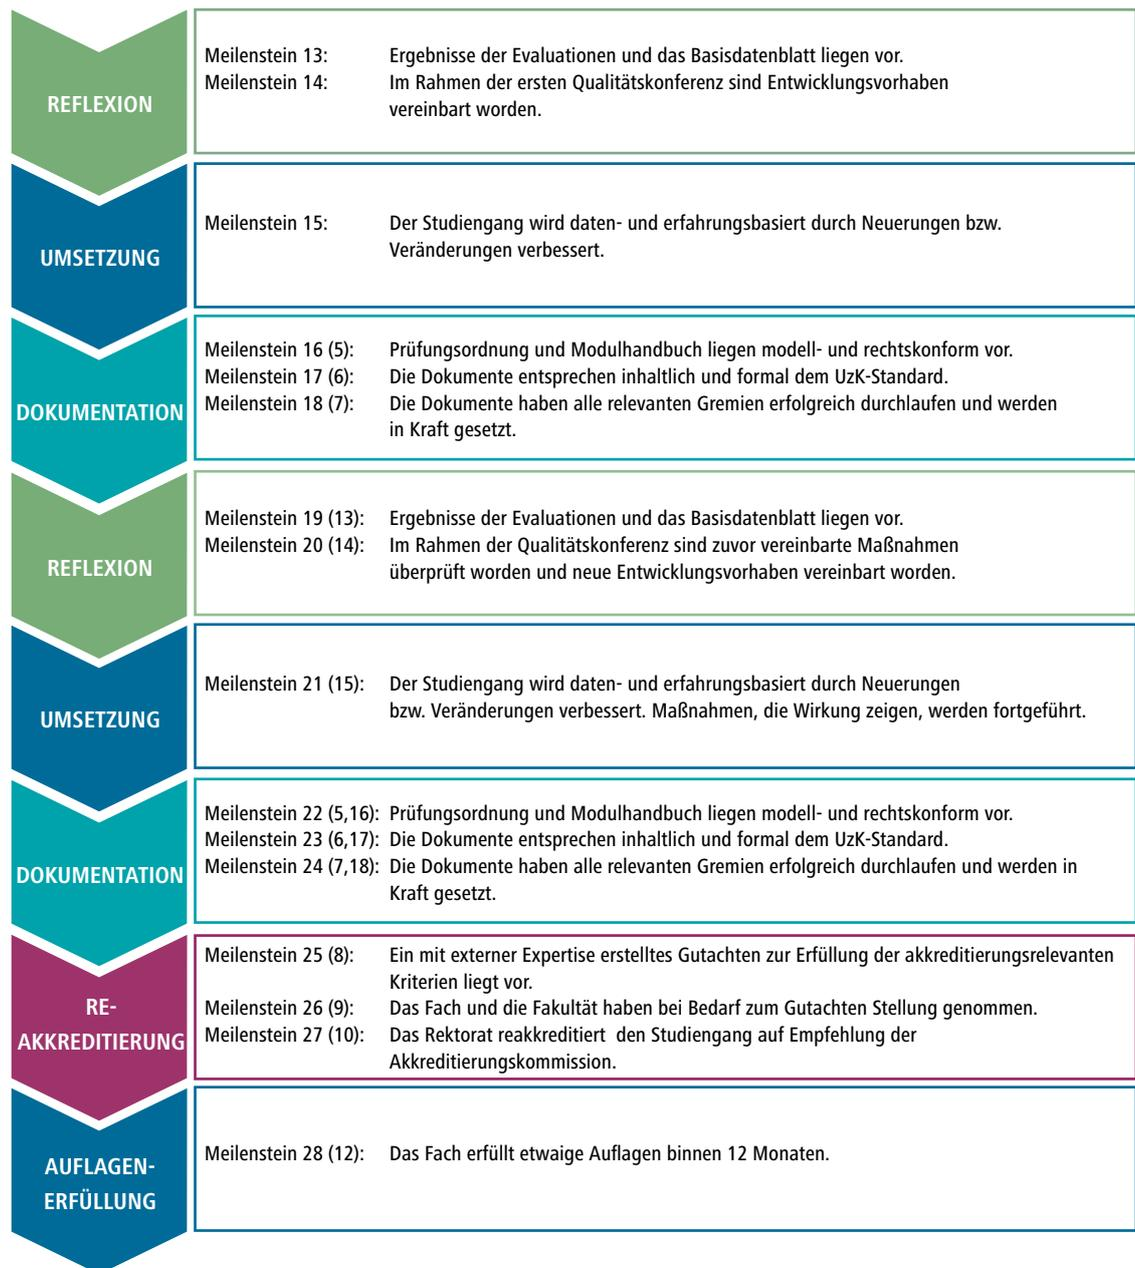 REFLEXION
Meilenstein 13: Ergebnisse der Evaluationen und das Basisdatenblatt liegen vor.
Meilenstein 14: Im Rahmen der ersten Qualitätskonferenz sind Entwicklungsvorhaben
vereinbart worden.
UMSETZUNG
Meilenstein 15: Der Studiengang wird daten- und erfahrungsbasiert durch Neuerungen bzw.
Veränderungen verbessert.
DOKUMENTATION
Meilenstein 16 (5): Prüfungsordnung und Modulhandbuch liegen modell- und rechtskonform vor.
Meilenstein 17 (6): Die Dokumente entsprechen inhaltlich und formal dem UzK-Standard.
Meilenstein 18 (7): Die Dokumente haben alle relevanten Gremien erfolgreich durchlaufen und werden
in Kraft gesetzt.
REFLEXION
Meilenstein 19 (13): Ergebnisse der Evaluationen und das Basisdatenblatt liegen vor.
Meilenstein 20 (14): Im Rahmen der Qualitätskonferenz sind zuvor vereinbarte Maßnahmen
überprüft worden und neue Entwicklungsvorhaben vereinbart worden.
UMSETZUNG
Meilenstein 21 (15): Der Studiengang wird daten- und erfahrungsbasiert durch Neuerungen
bzw. Veränderungen verbessert. Maßnahmen, die Wirkung zeigen, werden fortgeführt.
DOKUMENTATION
Meilenstein 22 (5,16): Prüfungsordnung und Modulhandbuch liegen modell- und rechtskonform vor.
Meilenstein 23 (6,17): Die Dokumente entsprechen inhaltlich und formal dem UzK-Standard.
Meilenstein 24 (7,18): Die Dokumente haben alle relevanten Gremien erfolgreich durchlaufen und werden in
Kraft gesetzt.
RE-
AKKREDITIERUNG
Meilenstein 25 (8): Ein mit externer Expertise erstelltes Gutachten zur Erfüllung der akkreditierungsrelevanten
Kriterien liegt vor.
Meilenstein 26 (9): Das Fach und die Fakultät haben bei Bedarf zum Gutachten Stellung genommen.
Meilenstein 27 (10): Das Rektorat reakkreditiert den Studiengang auf Empfehlung der
Akkreditierungskommission.
AUFLAGEN-
ERFÜLLUNG
Meilenstein 28 (12): Das Fach erfüllt etwaige Auflagen binnen 12 Monaten.